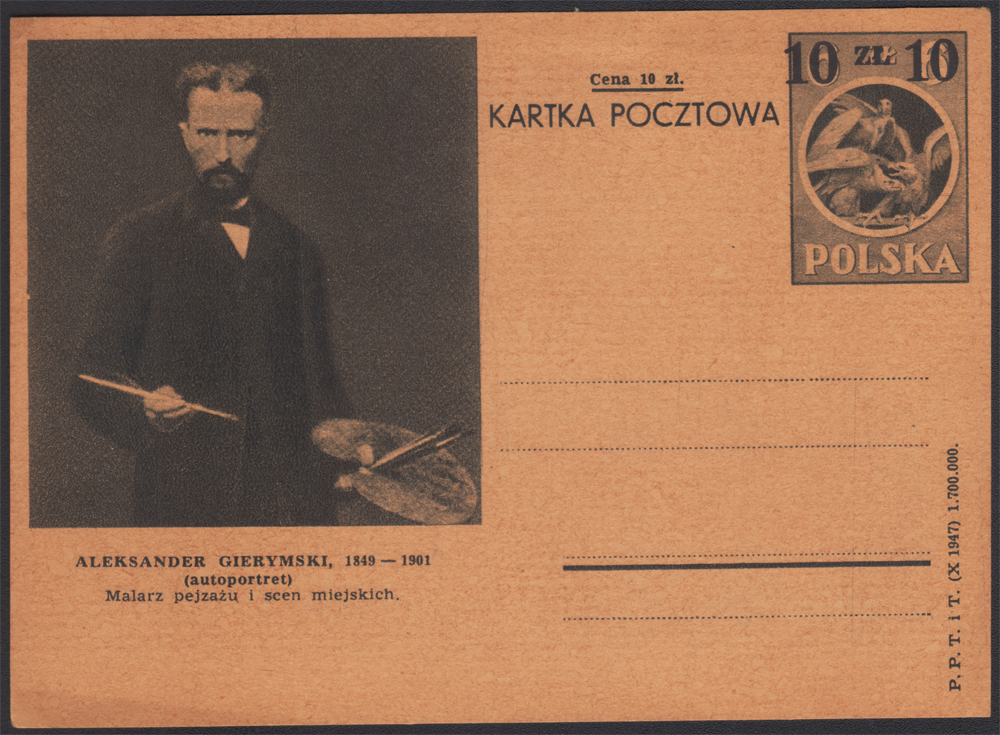 Cena 10 zł.
KARTKA POCZTOWA
10 ZŁ 10
POLSKA
ALEKSANDER GIERYMSKI, 1849 — 1901
(autoportret)
Malarz pejzażu i scen miejskich.
P. P. T. i T. (X 1947) 1.700.000.